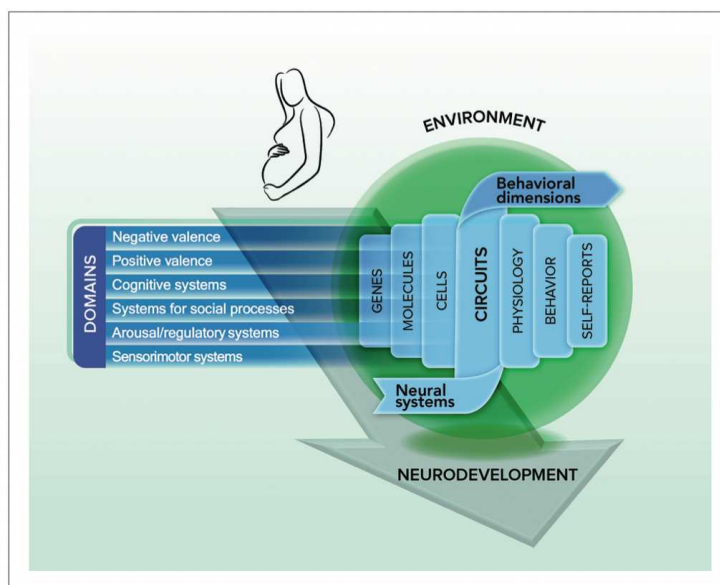 ENVIRONMENT
Behavioral
dimensions
DOMAINS
Negative valence
Positive valence
Cognitive systems
Systems for social processes
Arousal/regulatory systems
Sensorimotor systems
GENES
MOLECULES
CELLS
CIRCUITS
PHYSIOLOGY
BEHAVIOR
SELF-REPORTS
Neural
systems
NEURODEVELOPMENT